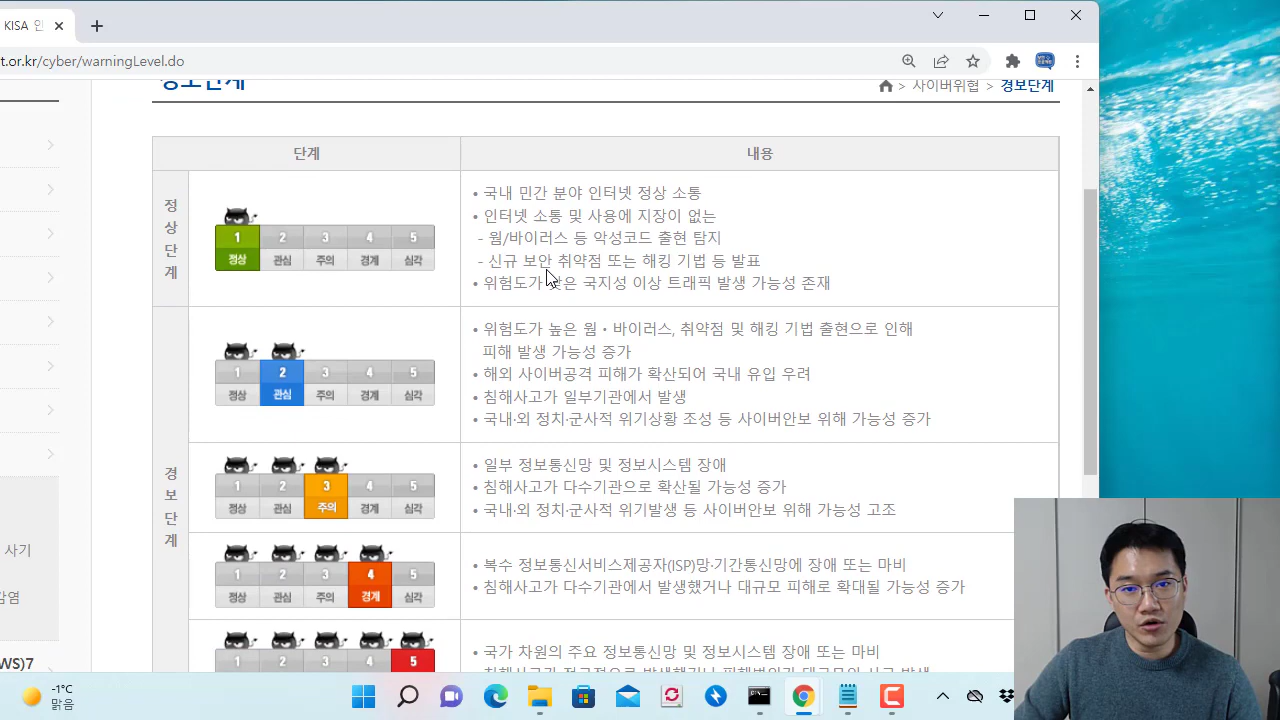 KISA 인
t.or.kr/cyber/warningLevel.do
경보단계
> 사이버위협 > 경보단계
단계
내용
정상단계
1 2 3 4 5
정상 관심 주의 경계 심각
• 국내 민간 분야 인터넷 정상 소통
• 인터넷 소통 및 사용에 지장이 없는
- 웜/바이러스 등 악성코드 출현 탐지
- 신규 보안 취약점 또는 해킹 기법 등 발표
• 위험도가 낮은 국지성 이상 트래픽 발생 가능성 존재
경보단계
1 2 3 4 5
정상 관심 주의 경계 심각
• 위험도가 높은 웜・바이러스, 취약점 및 해킹 기법 출현으로 인해
피해 발생 가능성 증가
• 해외 사이버공격 피해가 확산되어 국내 유입 우려
• 침해사고가 일부기관에서 발생
• 국내·외 정치·군사적 위기상황 조성 등 사이버안보 위해 가능성 증가
1 2 3 4 5
정상 관심 주의 경계 심각
• 일부 정보통신망 및 정보시스템 장애
• 침해사고가 다수기관으로 확산될 가능성 증가
• 국내·외 정치·군사적 위기발생 등 사이버안보 위해 가능성 고조
1 2 3 4 5
정상 관심 주의 경계 심각
• 복수 정보통신서비스제공자(ISP)망·기간통신망에 장애 또는 마비
• 침해사고가 다수기관에서 발생했거나 대규모 피해로 확대될 가능성 증가
1 2 3 4 5
• 국가 차원의 주요 정보통신망 및 정보시스템 장애 또는 마비
사기
감염
WS)7
-1°C
맑음